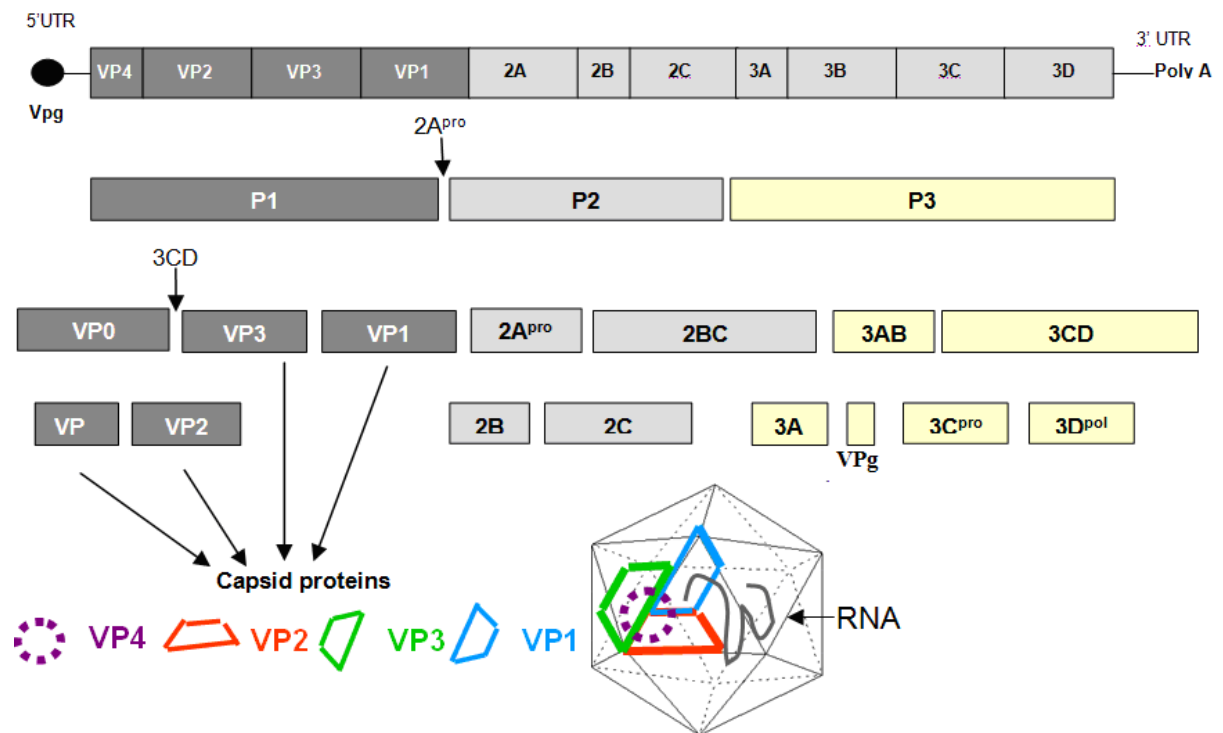 5'UTR
3' UTR
VP4 VP2 VP3 VP1 2A 2B 2C 3A 3B 3C 3D
Poly A
Vpg
2Apro
P1 P2 P3
3CD
VP0 VP3 VP1 2Apro 2BC 3AB 3CD
VP VP2 2B 2C 3A 3Cpro 3Dpol
VPg
Capsid proteins
RNA
VP4 VP2 VP3 VP1